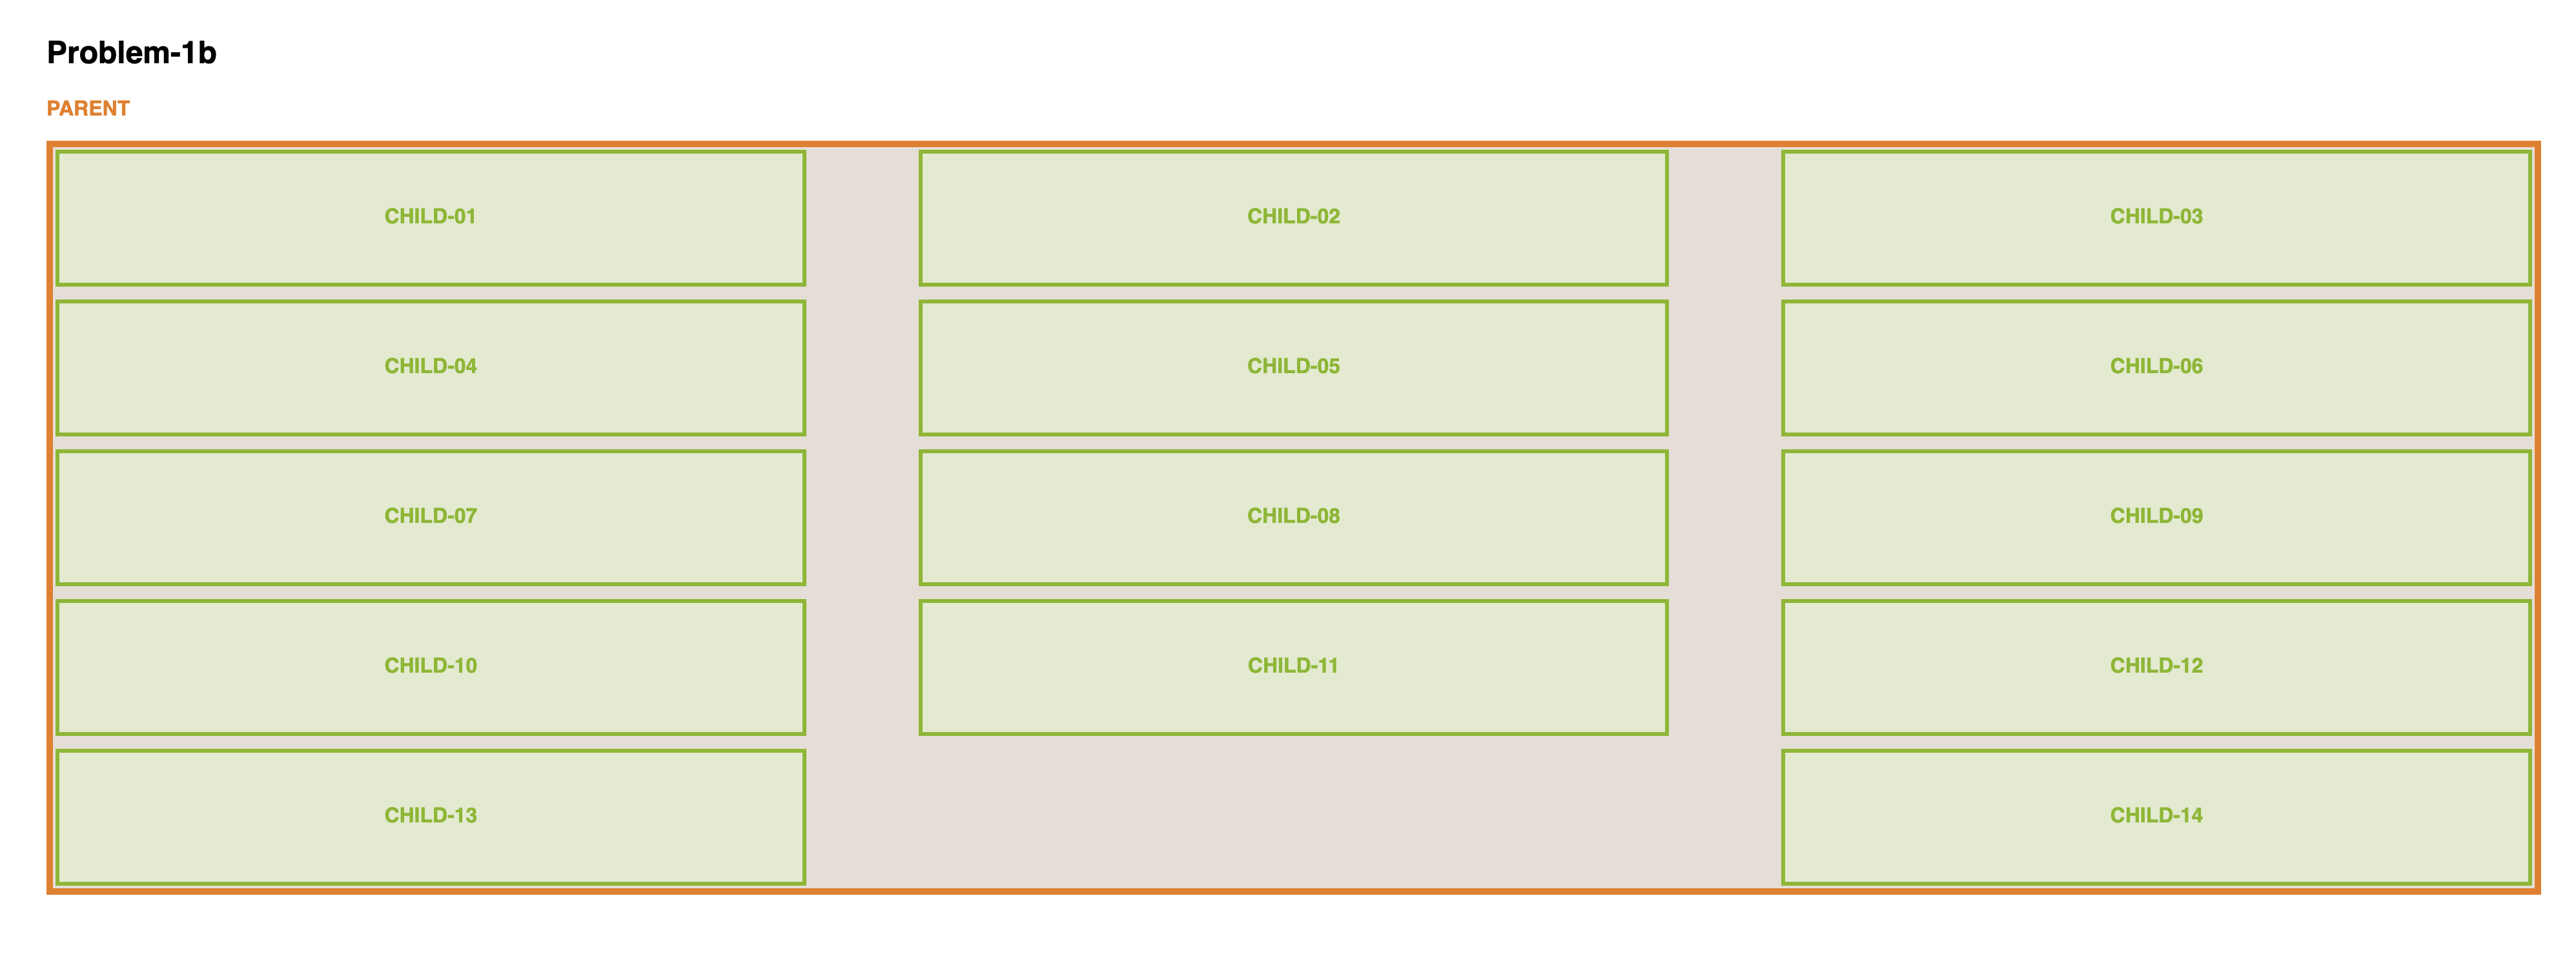 Problem-1b
PARENT
CHILD-01 CHILD-02 CHILD-03
CHILD-04 CHILD-05 CHILD-06
CHILD-07 CHILD-08 CHILD-09
CHILD-10 CHILD-11 CHILD-12
CHILD-13 CHILD-14